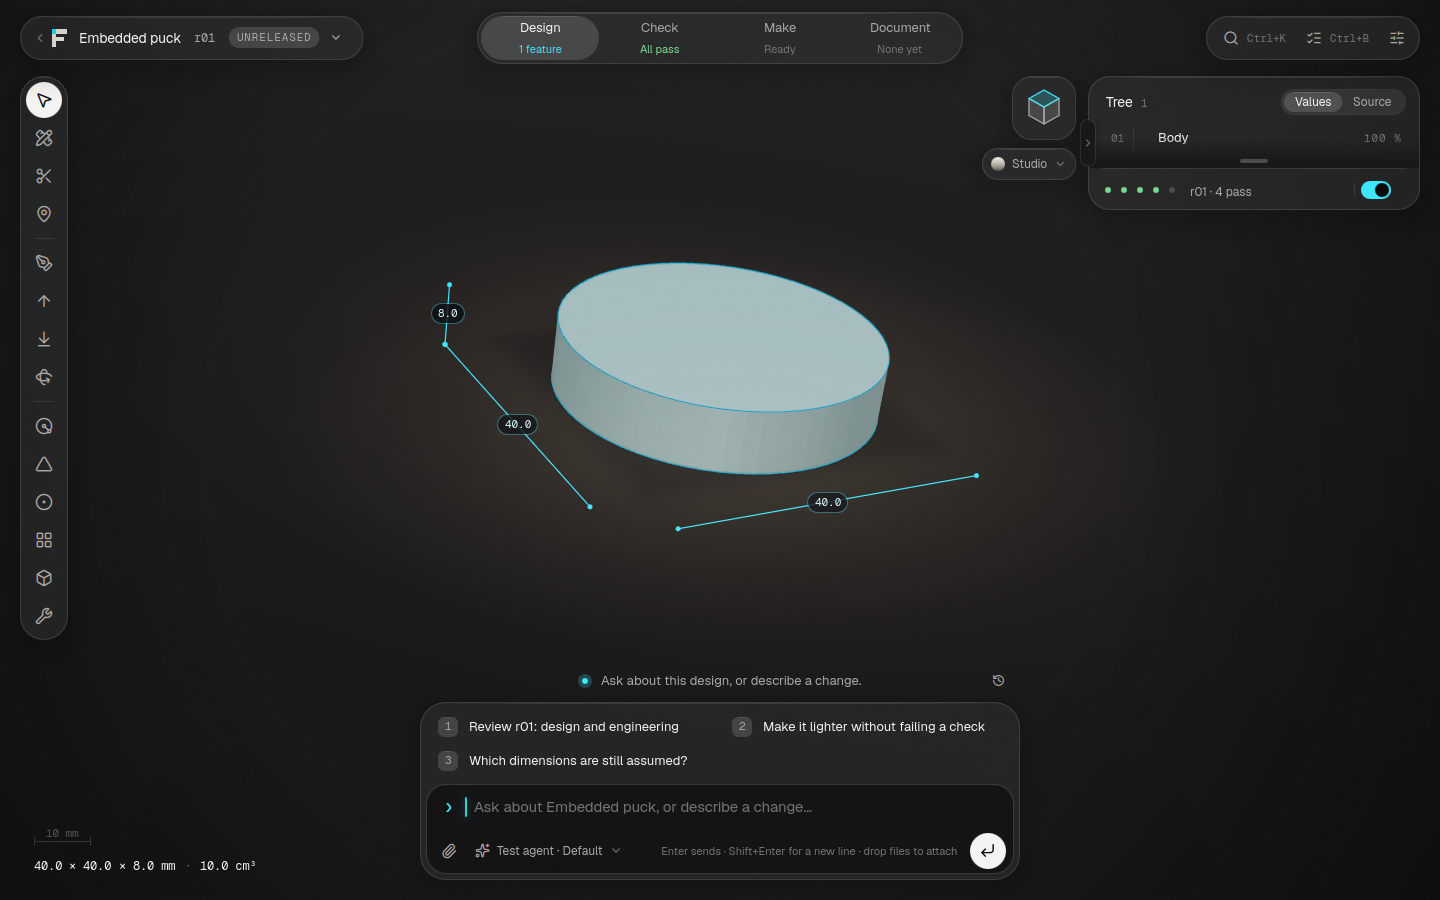 Embedded puck r01 UNRELEASED
Design
1 feature
Check
All pass
Make
Ready
Document
None yet
Ctrl+K Ctrl+B
Tree 1 Values Source
01 Body 100 %
r01 · 4 pass
Studio
8.0
40.0
40.0
Ask about this design, or describe a change.
1 Review r01: design and engineering
2 Make it lighter without failing a check
3 Which dimensions are still assumed?
Ask about Embedded puck, or describe a change…
Test agent · Default
Enter sends · Shift+Enter for a new line · drop files to attach
10 mm
40.0 × 40.0 × 8.0 mm · 10.0 cm³